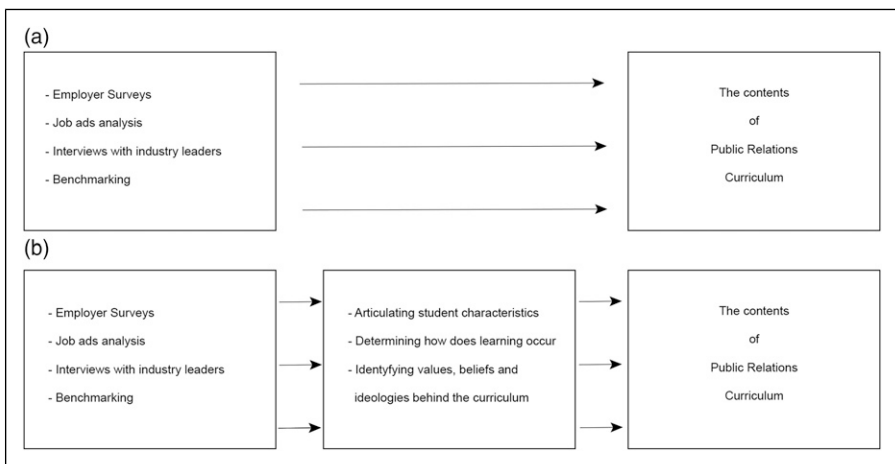 (a)
- Employer Surveys
- Job ads analysis
- Interviews with industry leaders
- Benchmarking
The contents
of
Public Relations
Curriculum
(b)
- Employer Surveys
- Job ads analysis
- Interviews with industry leaders
- Benchmarking
- Articulating student characteristics
- Determining how does learning occur
- Identyfying values, beliefs and
ideologies behind the curriculum
The contents
of
Public Relations
Curriculum